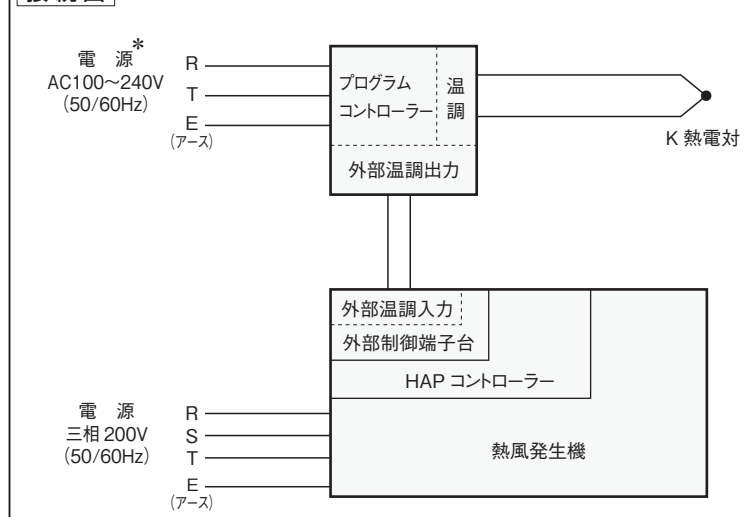 接続図
電　源*
AC100～240V
(50/60Hz)
R
T
E
(アース)
プログラム
コントローラー
温
調
外部温調出力
K 熱電対
外部温調入力
外部制御端子台
HAP コントローラー
熱風発生機
電　源
三相 200V
(50/60Hz)
R
S
T
E
(アース)